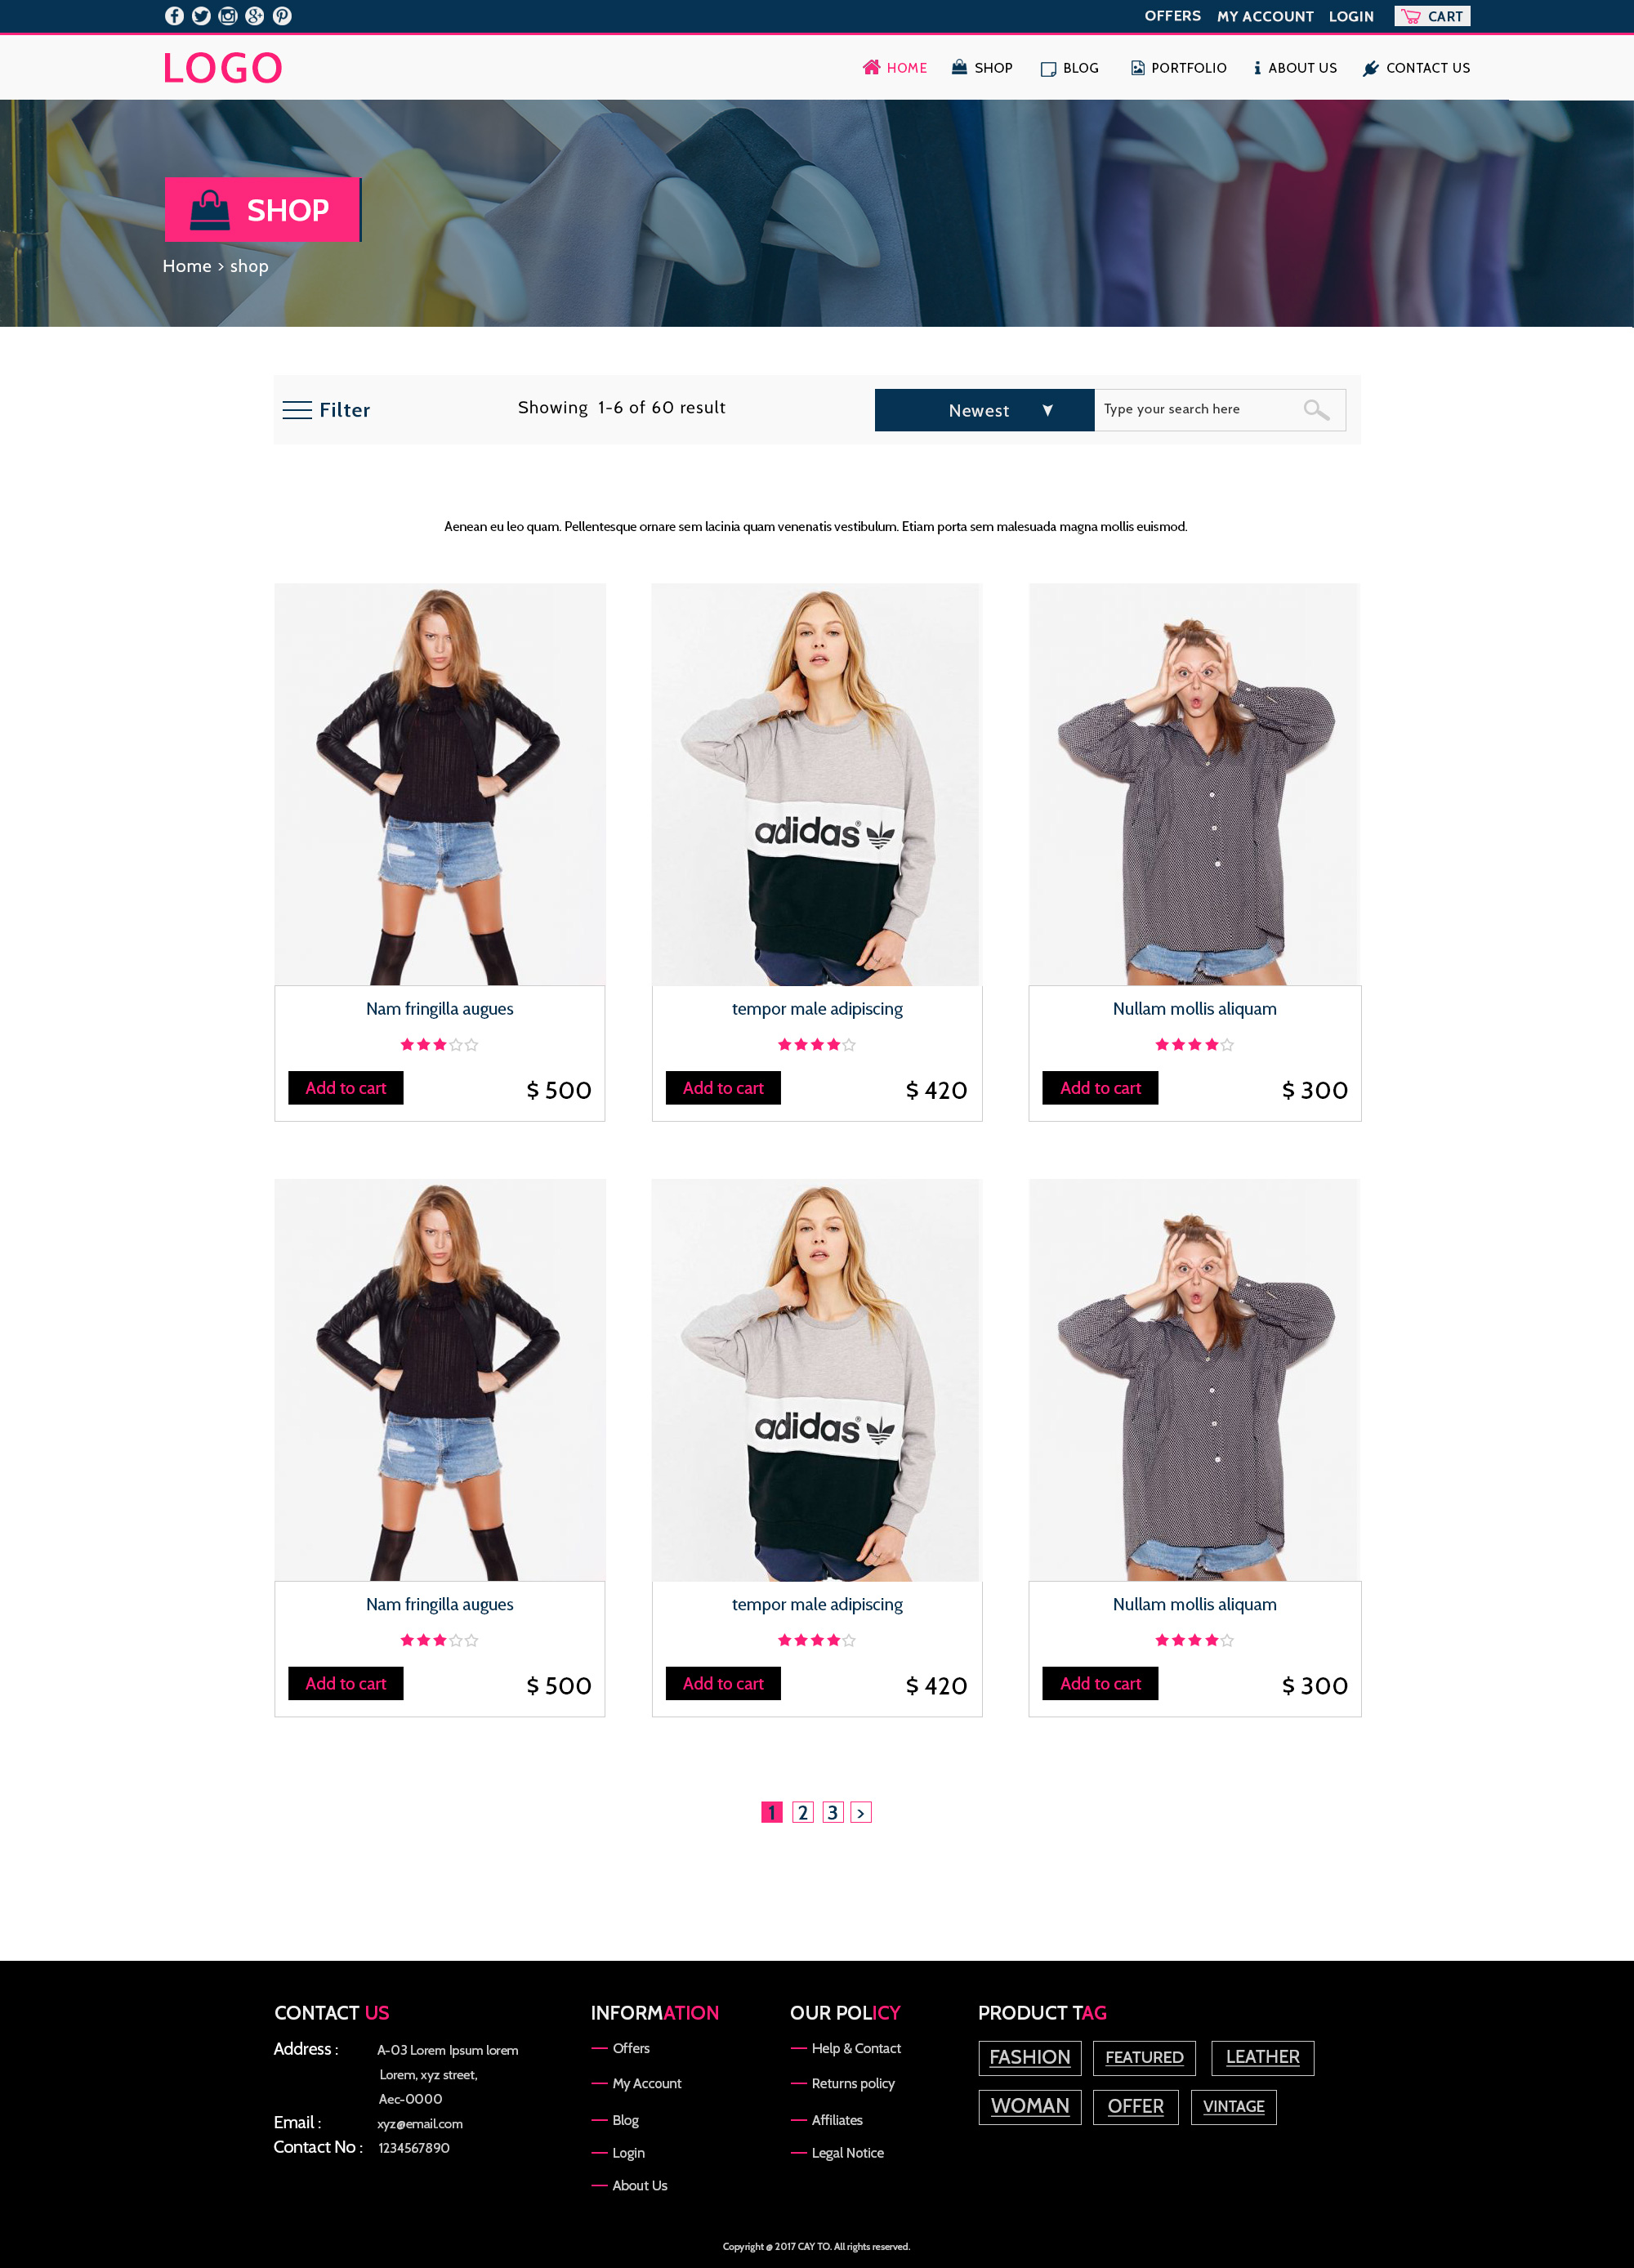 OFFERS MY ACCOUNT LOGIN CART
LOGO
HOME SHOP BLOG PORTFOLIO ABOUT US CONTACT US
SHOP
Home > shop
Filter
Showing 1-6 of 60 result
Newest
Type your search here
Aenean eu leo quam. Pellentesque ornare sem lacinia quam venenatis vestibulum. Etiam porta sem malesuada magna mollis euismod.
adidas®
Nam fringilla augues
Add to cart
$ 500
tempor male adipiscing
Add to cart
$ 420
Nullam mollis aliquam
Add to cart
$ 300
adidas®
Nam fringilla augues
Add to cart
$ 500
tempor male adipiscing
Add to cart
$ 420
Nullam mollis aliquam
Add to cart
$ 300
1 2 3 >
CONTACT US
Address : A-03 Lorem Ipsum lorem
Lorem, xyz street,
Aec-0000
Email : xyz@email.com
Contact No : 1234567890
INFORMATION
Offers
My Account
Blog
Login
About Us
OUR POLICY
Help & Contact
Returns policy
Affiliates
Legal Notice
PRODUCT TAG
FASHION FEATURED LEATHER
WOMAN OFFER VINTAGE
Copyright @ 2017 CAY TO. All rights reserved.